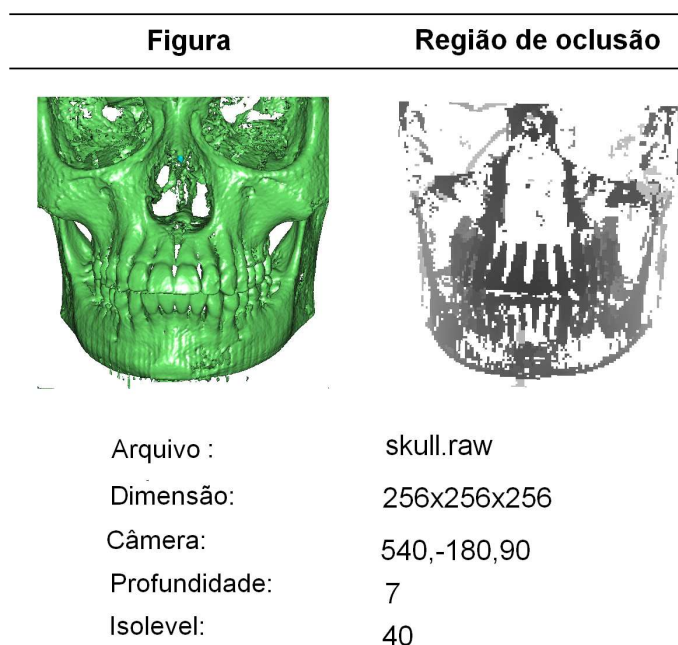 Figura Região de oclusão
Arquivo : skull.raw
Dimensão: 256x256x256
Câmera: 540,-180,90
Profundidade: 7
Isolevel: 40